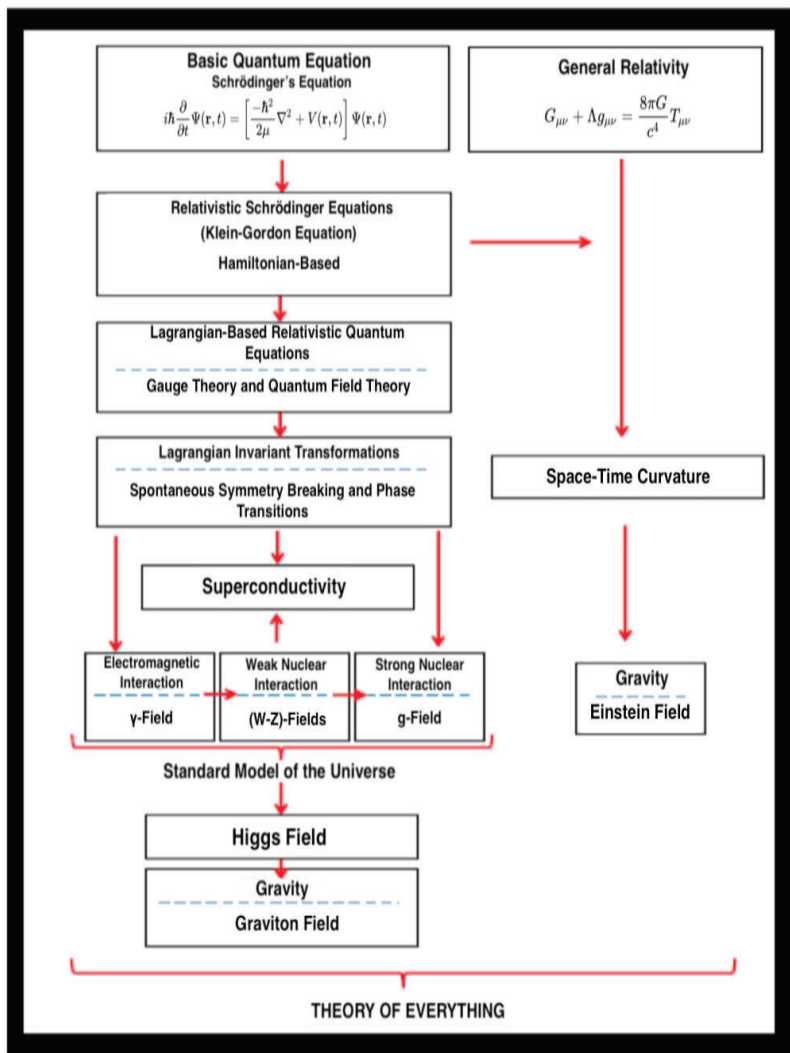 Basic Quantum Equation
Schrödinger's Equation
iℏ ∂/∂t Ψ(r,t) = [−ℏ²/2μ ∇² + V(r,t)] Ψ(r,t)
General Relativity
Gμν + Λgμν = 8πG/c⁴ Tμν
Relativistic Schrödinger Equations
(Klein-Gordon Equation)
Hamiltonian-Based
Lagrangian-Based Relativistic Quantum
Equations
Gauge Theory and Quantum Field Theory
Lagrangian Invariant Transformations
Spontaneous Symmetry Breaking and Phase
Transitions
Space-Time Curvature
Superconductivity
Electromagnetic
Interaction
γ-Field
Weak Nuclear
Interaction
(W-Z)-Fields
Strong Nuclear
Interaction
g-Field
Gravity
Einstein Field
Standard Model of the Universe
Higgs Field
Gravity
Graviton Field
THEORY OF EVERYTHING